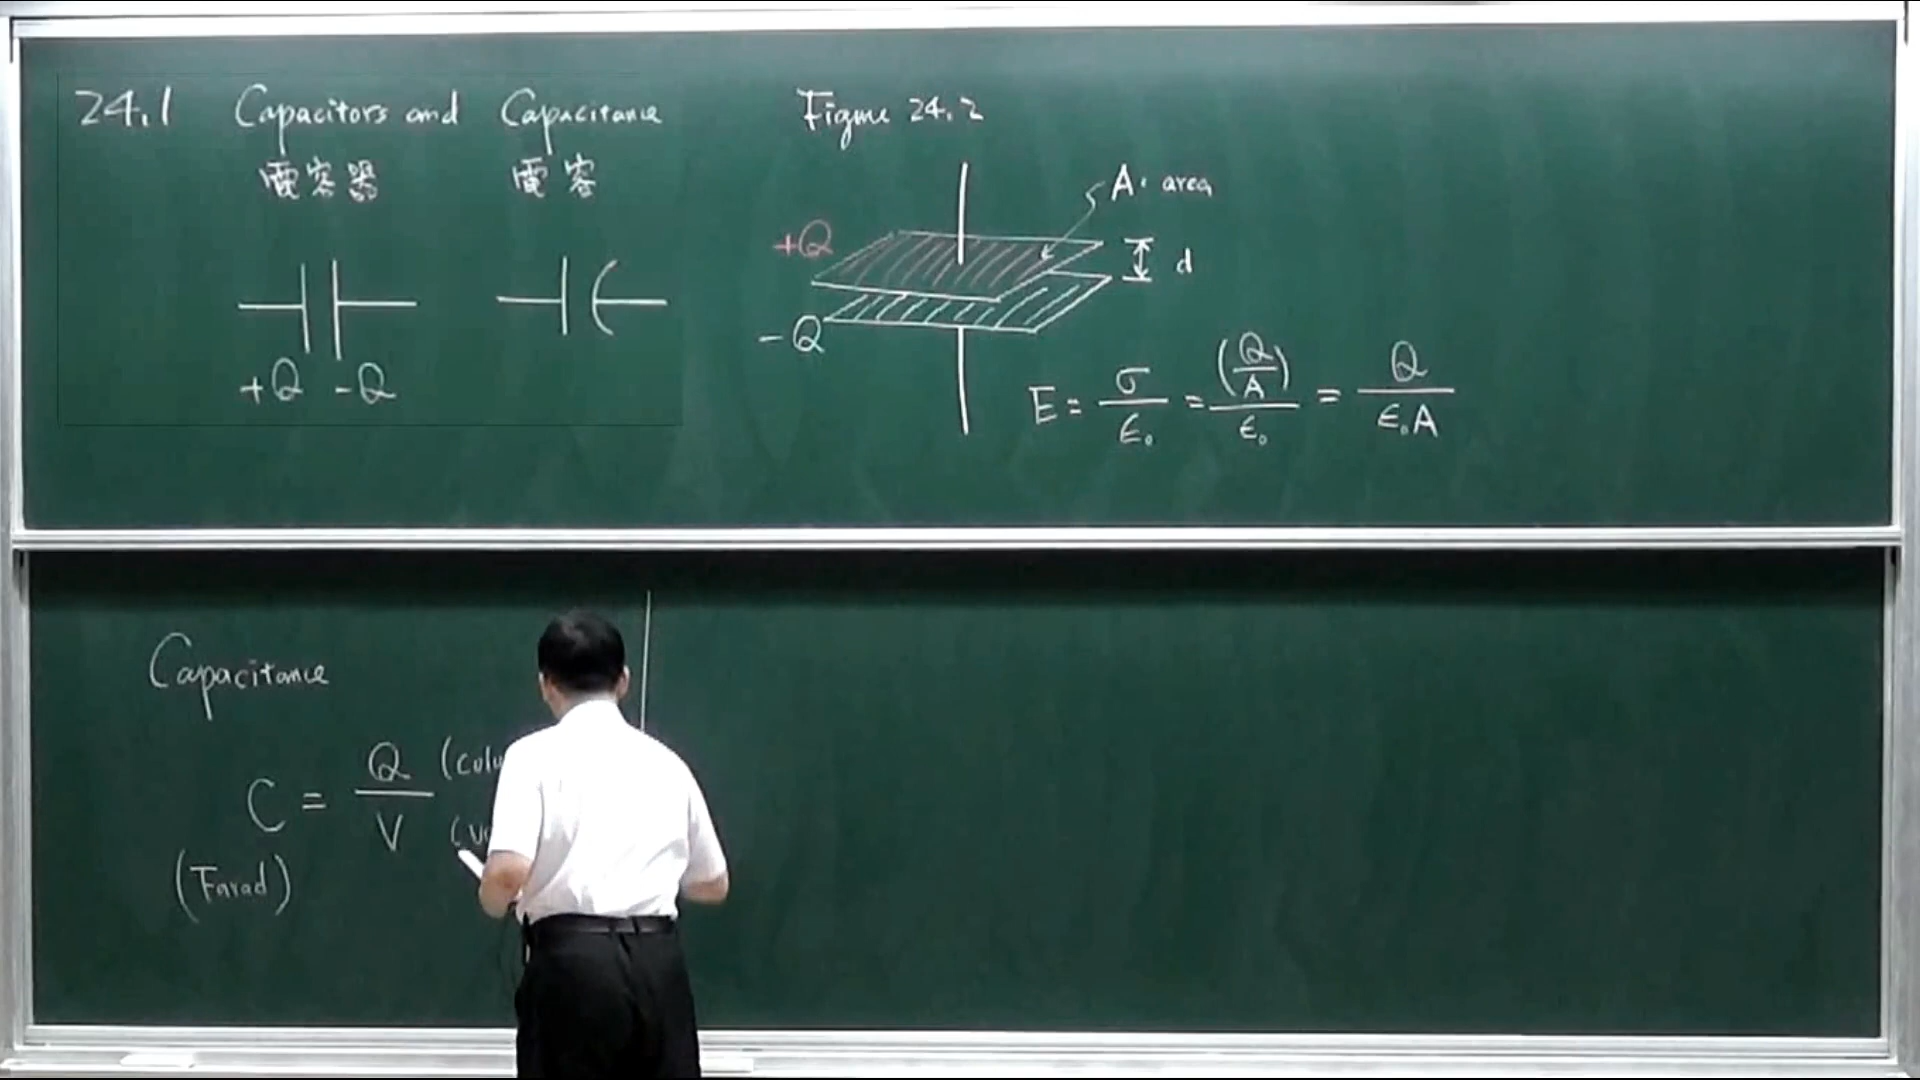 24.1 Capacitors and Capacitance
電容器 電容
+Q -Q
Figure 24.2
A: area
+Q
d
-Q
E = σ/ϵ₀ = (Q/A)/ϵ₀ = Q/ϵ₀A
Capacitance
C = Q/V
(Farad)